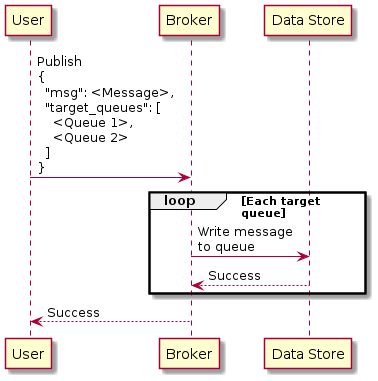 User
Broker
Data Store
Publish
{
  "msg": <Message>,
  "target_queues": [
    <Queue 1>,
    <Queue 2>
  ]
}
loop
[Each target
queue]
Write message
to queue
Success
Success
User
Broker
Data Store